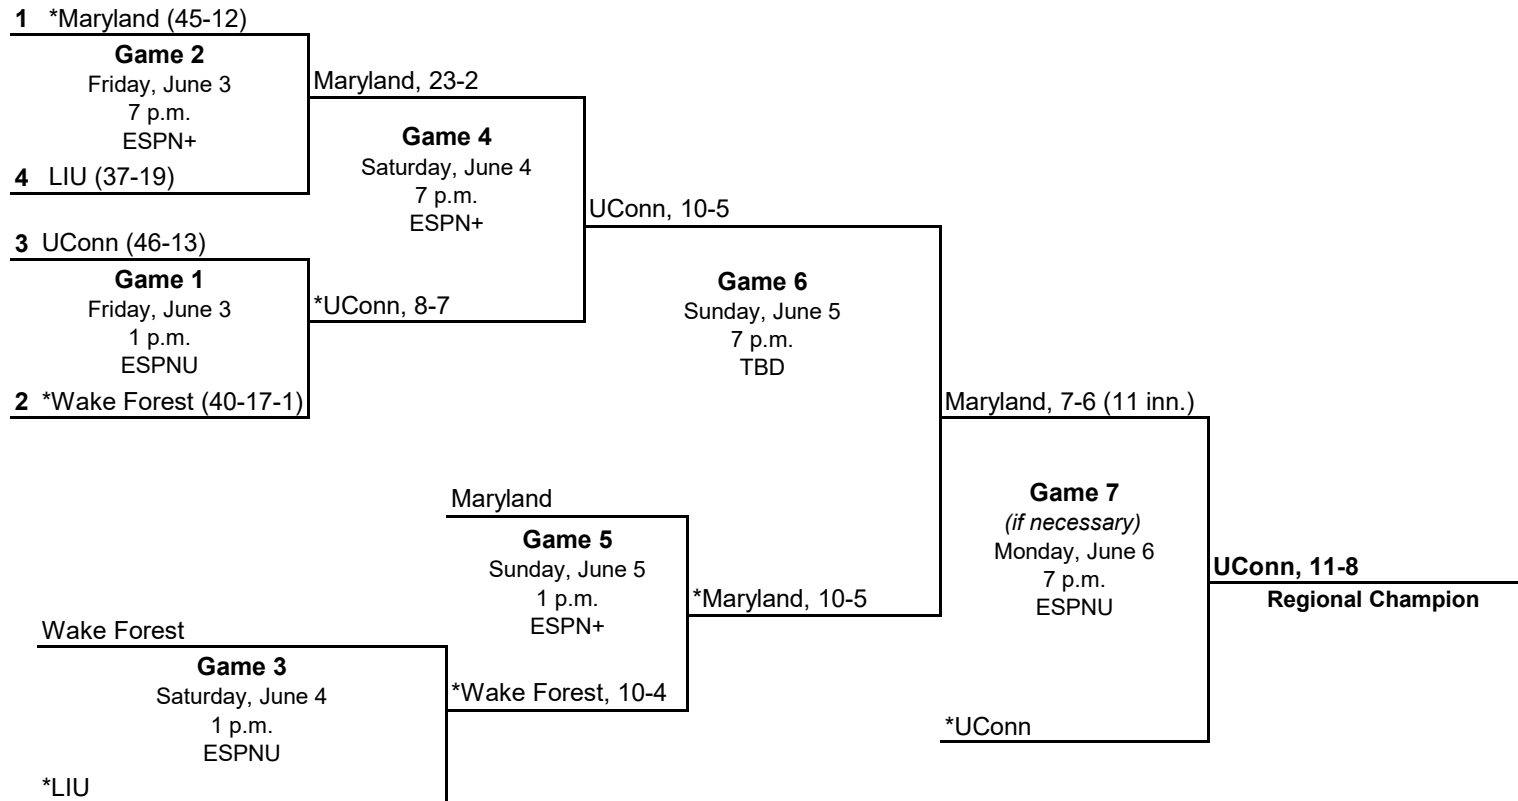 1 *Maryland (45-12)
Game 2
Friday, June 3
7 p.m.
ESPN+
4 LIU (37-19)
Maryland, 23-2
Game 4
Saturday, June 4
7 p.m.
ESPN+
3 UConn (46-13)
Game 1
Friday, June 3
1 p.m.
ESPNU
2 *Wake Forest (40-17-1)
*UConn, 8-7
UConn, 10-5
Game 6
Sunday, June 5
7 p.m.
TBD
Maryland, 7-6 (11 inn.)
Maryland
Game 5
Sunday, June 5
1 p.m.
ESPN+
*Maryland, 10-5
Wake Forest
Game 3
Saturday, June 4
1 p.m.
ESPNU
*LIU
*Wake Forest, 10-4
Game 7
(if necessary)
Monday, June 6
7 p.m.
ESPNU
*UConn
UConn, 11-8
Regional Champion